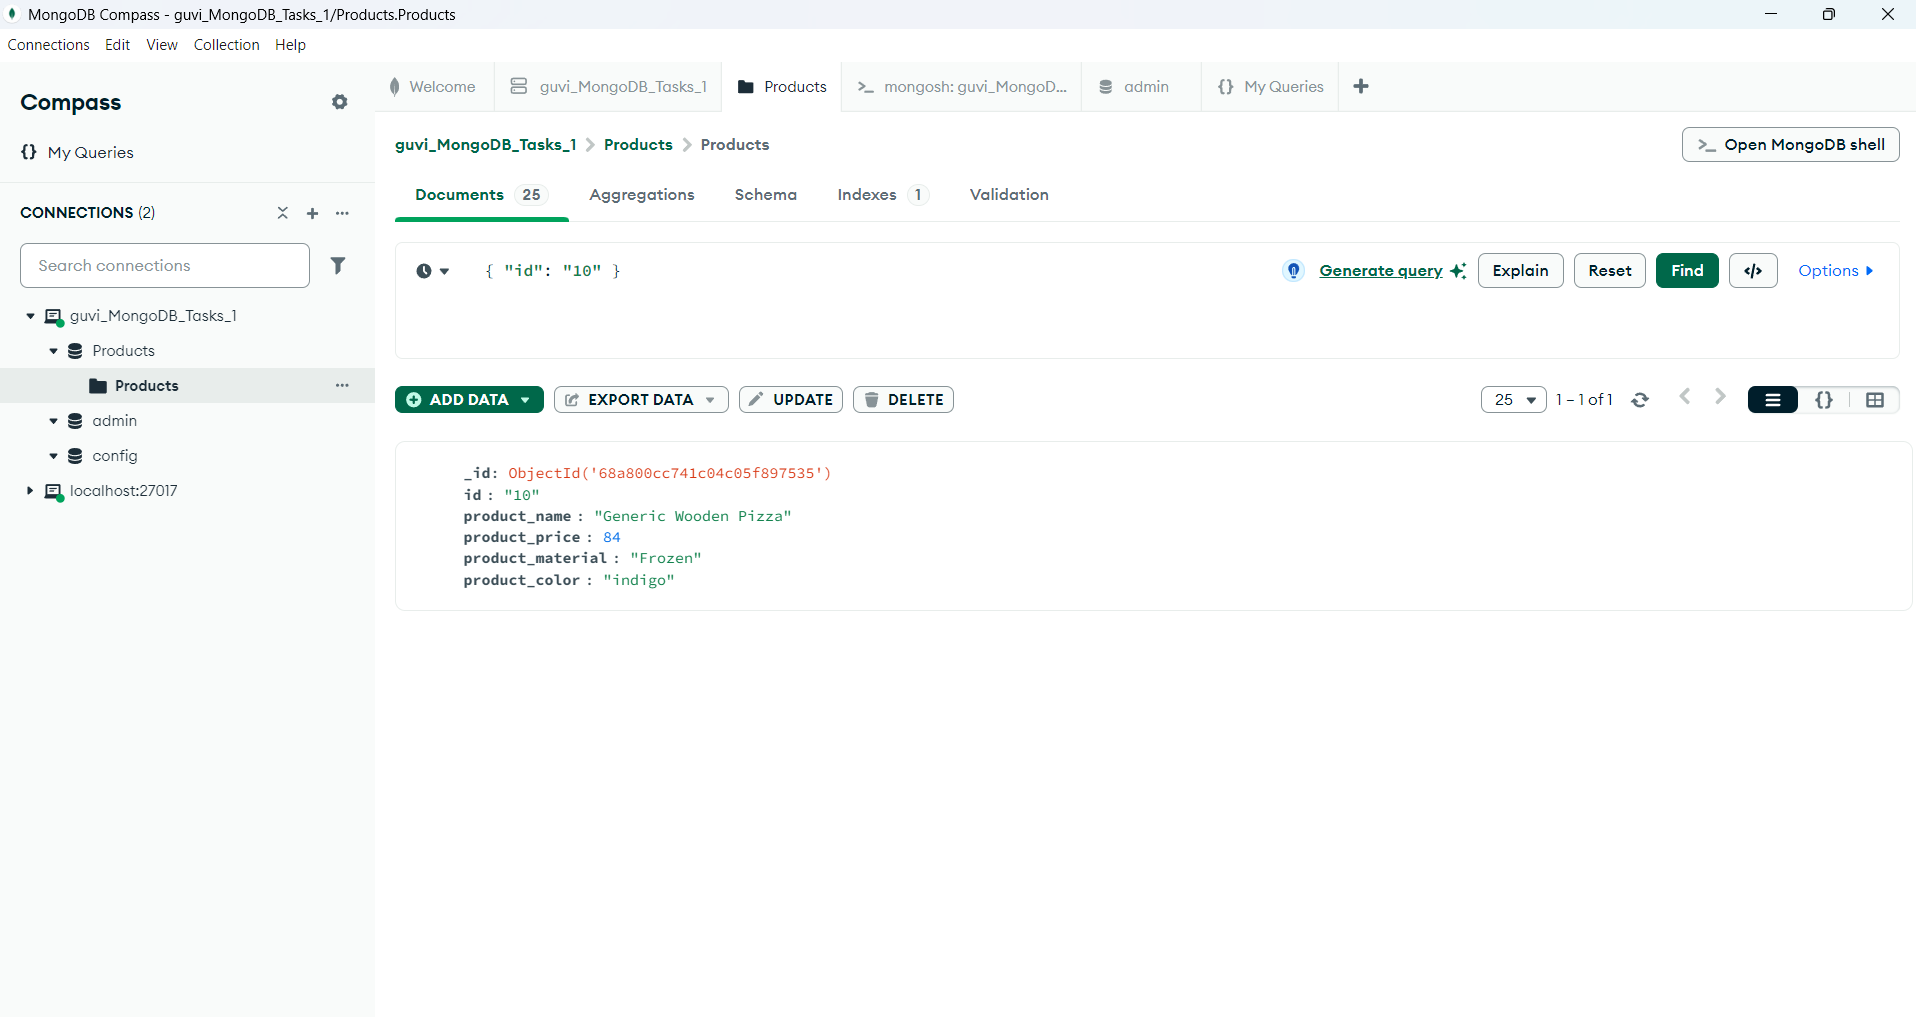 MongoDB Compass - guvi_MongoDB_Tasks_1/Products.Products
Connections Edit View Collection Help
Compass
My Queries
CONNECTIONS (2)
Search connections
guvi_MongoDB_Tasks_1
Products
Products
admin
config
localhost:27017
Welcome guvi_MongoDB_Tasks_1 Products mongosh: guvi_MongoD... admin My Queries
guvi_MongoDB_Tasks_1 Products Products
Open MongoDB shell
Documents 25 Aggregations Schema Indexes 1 Validation
{ "id": "10" }
Generate query Explain Reset Find </> Options
ADD DATA EXPORT DATA UPDATE DELETE
25 1 – 1 of 1 {}
_id: ObjectId('68a800cc741c04c05f897535')
id : "10"
product_name : "Generic Wooden Pizza"
product_price : 84
product_material : "Frozen"
product_color : "indigo"